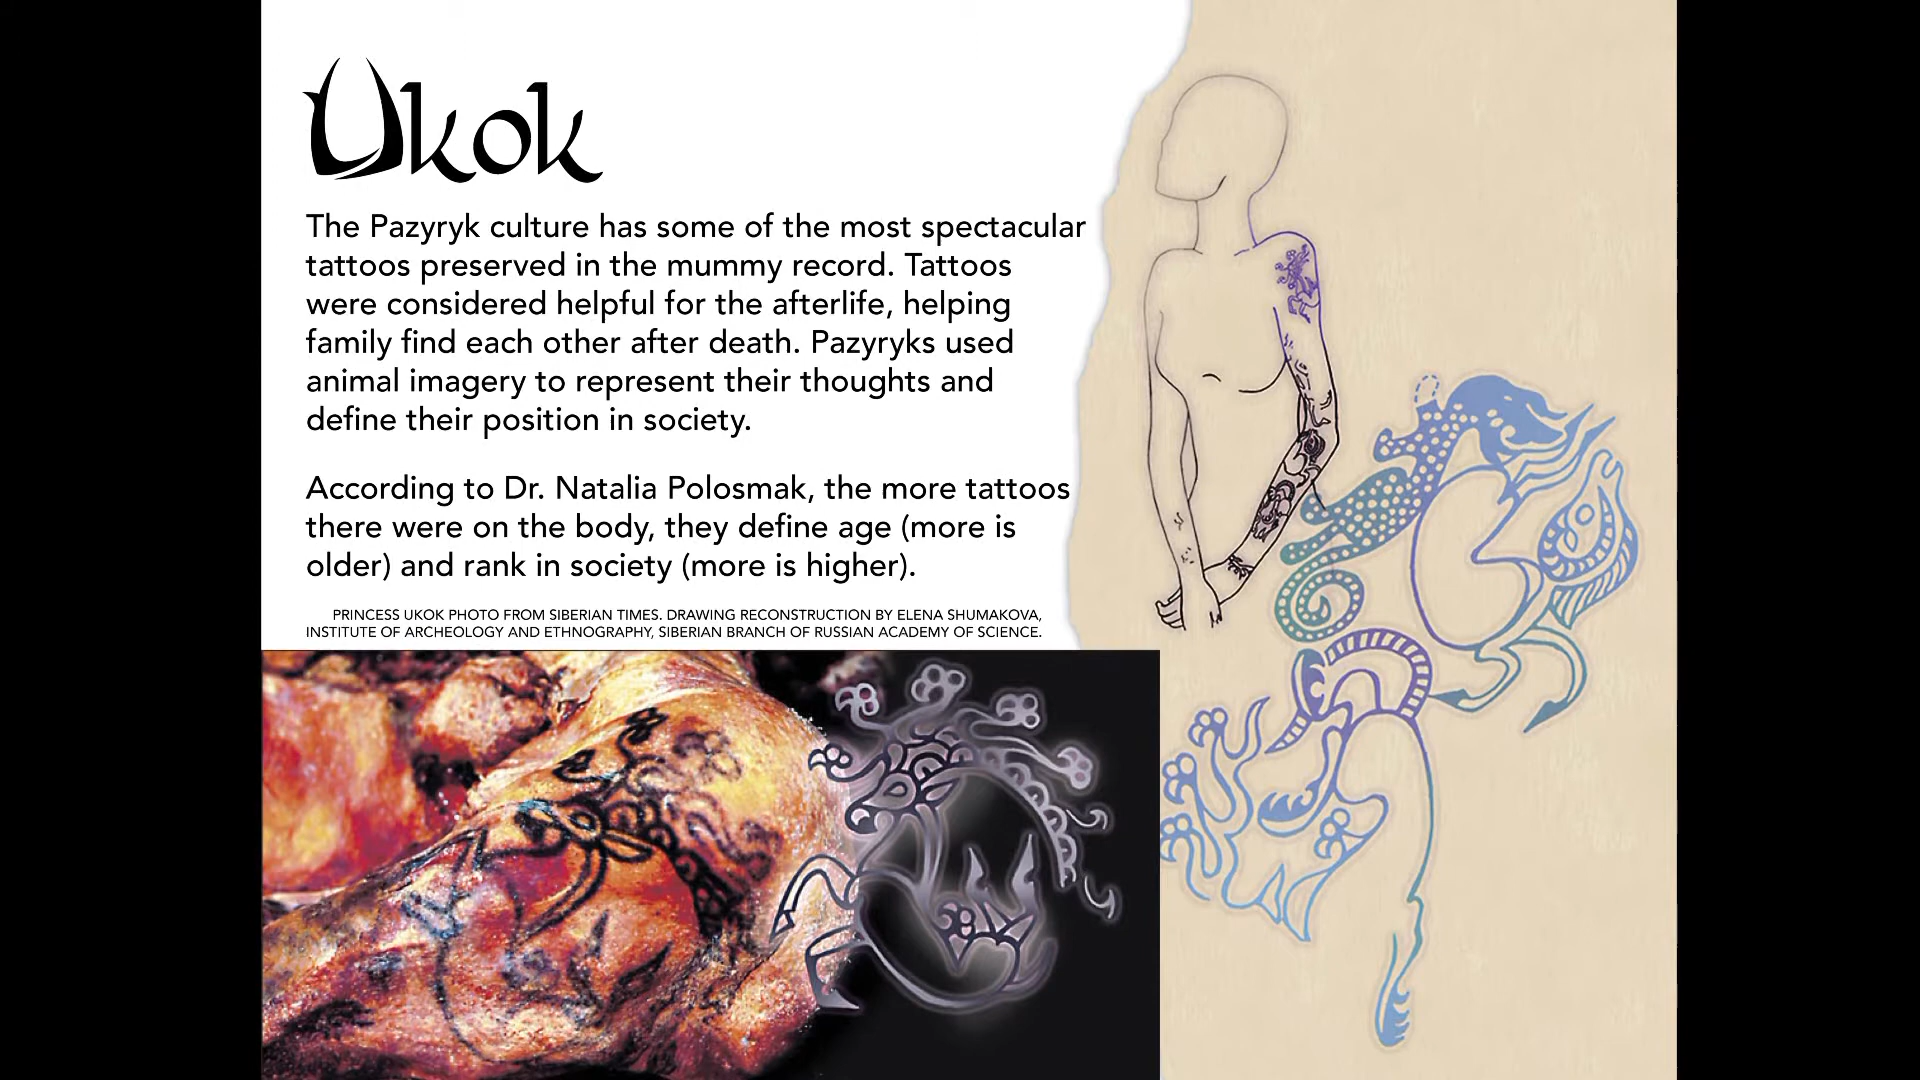 Ukok
The Pazyryk culture has some of the most spectacular
tattoos preserved in the mummy record. Tattoos
were considered helpful for the afterlife, helping
family find each other after death. Pazyryks used
animal imagery to represent their thoughts and
define their position in society.
According to Dr. Natalia Polosmak, the more tattoos
there were on the body, they define age (more is
older) and rank in society (more is higher).
PRINCESS UKOK PHOTO FROM SIBERIAN TIMES. DRAWING RECONSTRUCTION BY ELENA SHUMAKOVA,
INSTITUTE OF ARCHEOLOGY AND ETHNOGRAPHY, SIBERIAN BRANCH OF RUSSIAN ACADEMY OF SCIENCE.